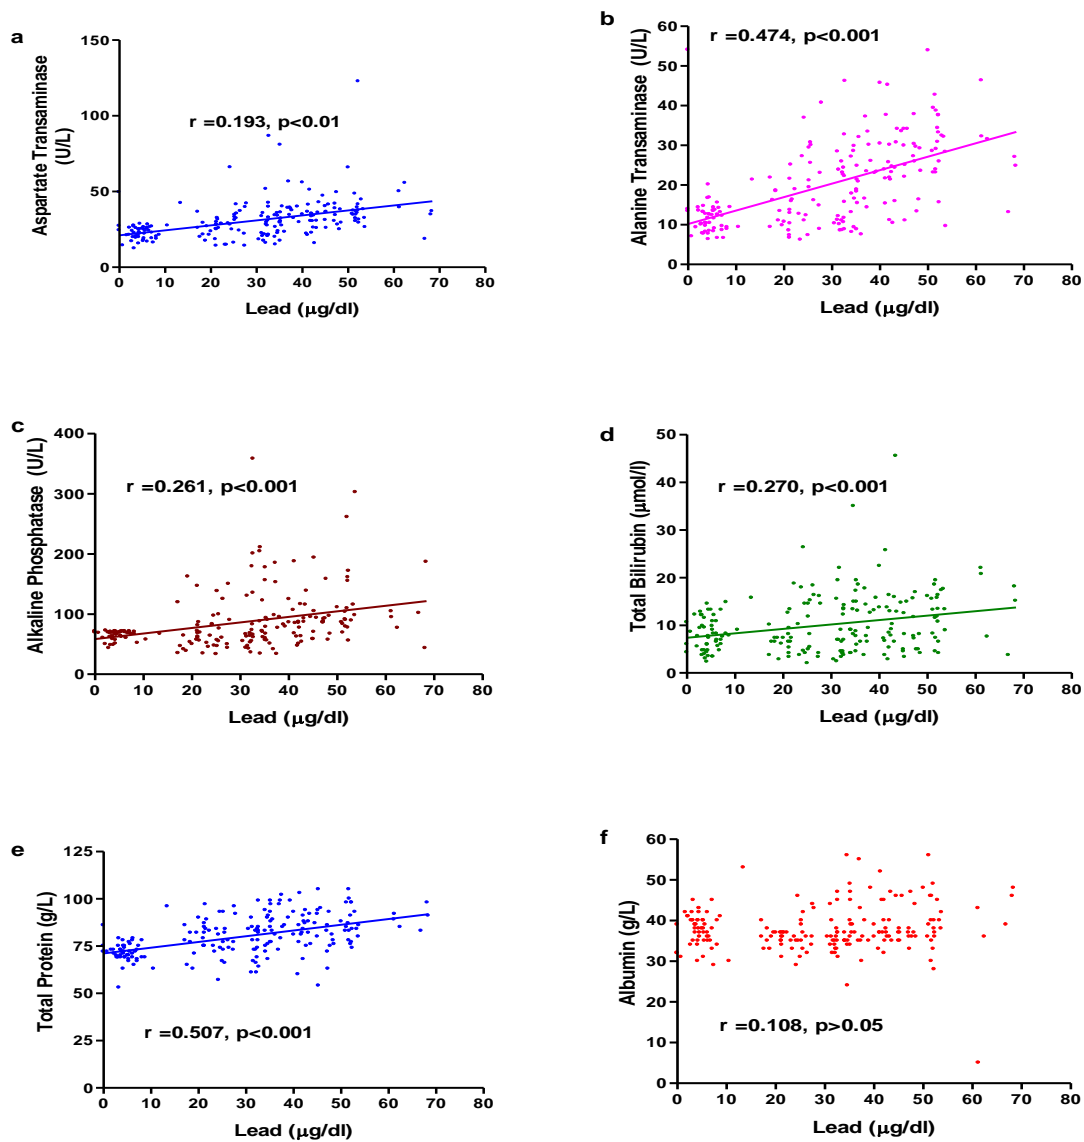 a
Aspartate Transaminase
(U/L)
150
100
50
0
r =0.193, p<0.01
0 10 20 30 40 50 60 70 80
Lead (μg/dl)
b
Alanine Transaminase (U/L)
60
50
40
30
20
10
0
r =0.474, p<0.001
0 10 20 30 40 50 60 70 80
Lead (μg/dl)
c
Alkaline Phosphatase (U/L)
400
300
200
100
0
r =0.261, p<0.001
0 10 20 30 40 50 60 70 80
Lead (μg/dl)
d
Total Bilirubin (μmol/l)
50
40
30
20
10
0
r =0.270, p<0.001
0 10 20 30 40 50 60 70 80
Lead (μg/dl)
e
Total Protein (g/L)
125
100
75
50
25
0
r =0.507, p<0.001
0 10 20 30 40 50 60 70 80
Lead (μg/dl)
f
Albumin (g/L)
60
50
40
30
20
10
0
r =0.108, p>0.05
0 10 20 30 40 50 60 70 80
Lead (μg/dl)